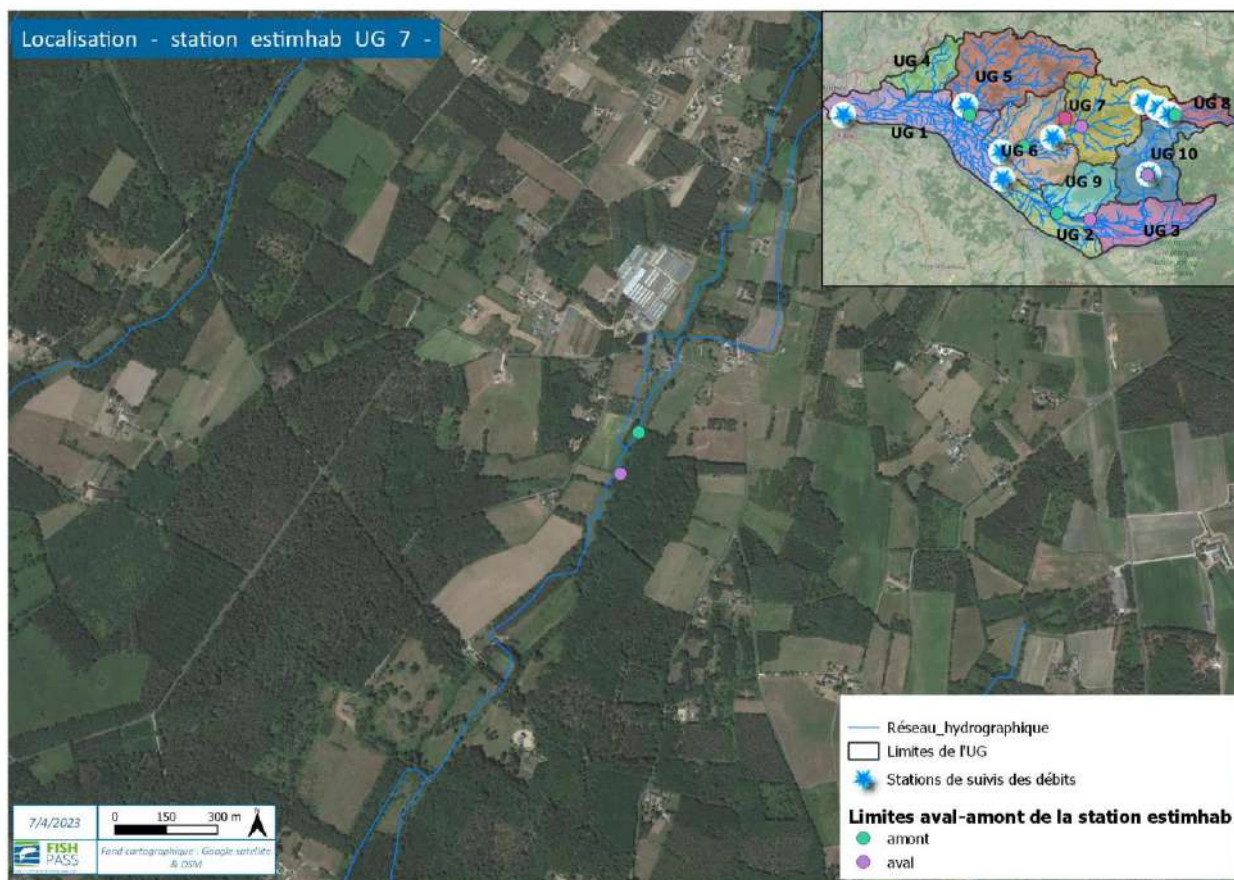 Localisation - station estimhab UG 7 -
UG 4
UG 5
UG 7
UG 8
UG 1
UG 6
UG 10
UG 9
UG 2
UG 3
Réseau_hydrographique
Limites de l'UG
Stations de suivis des débits
Limites aval-amont de la station estimhab
amont
aval
7/4/2023
0 150 300 m
N
FISH
PASS
Fond cartographique : Google satellite
& OSM